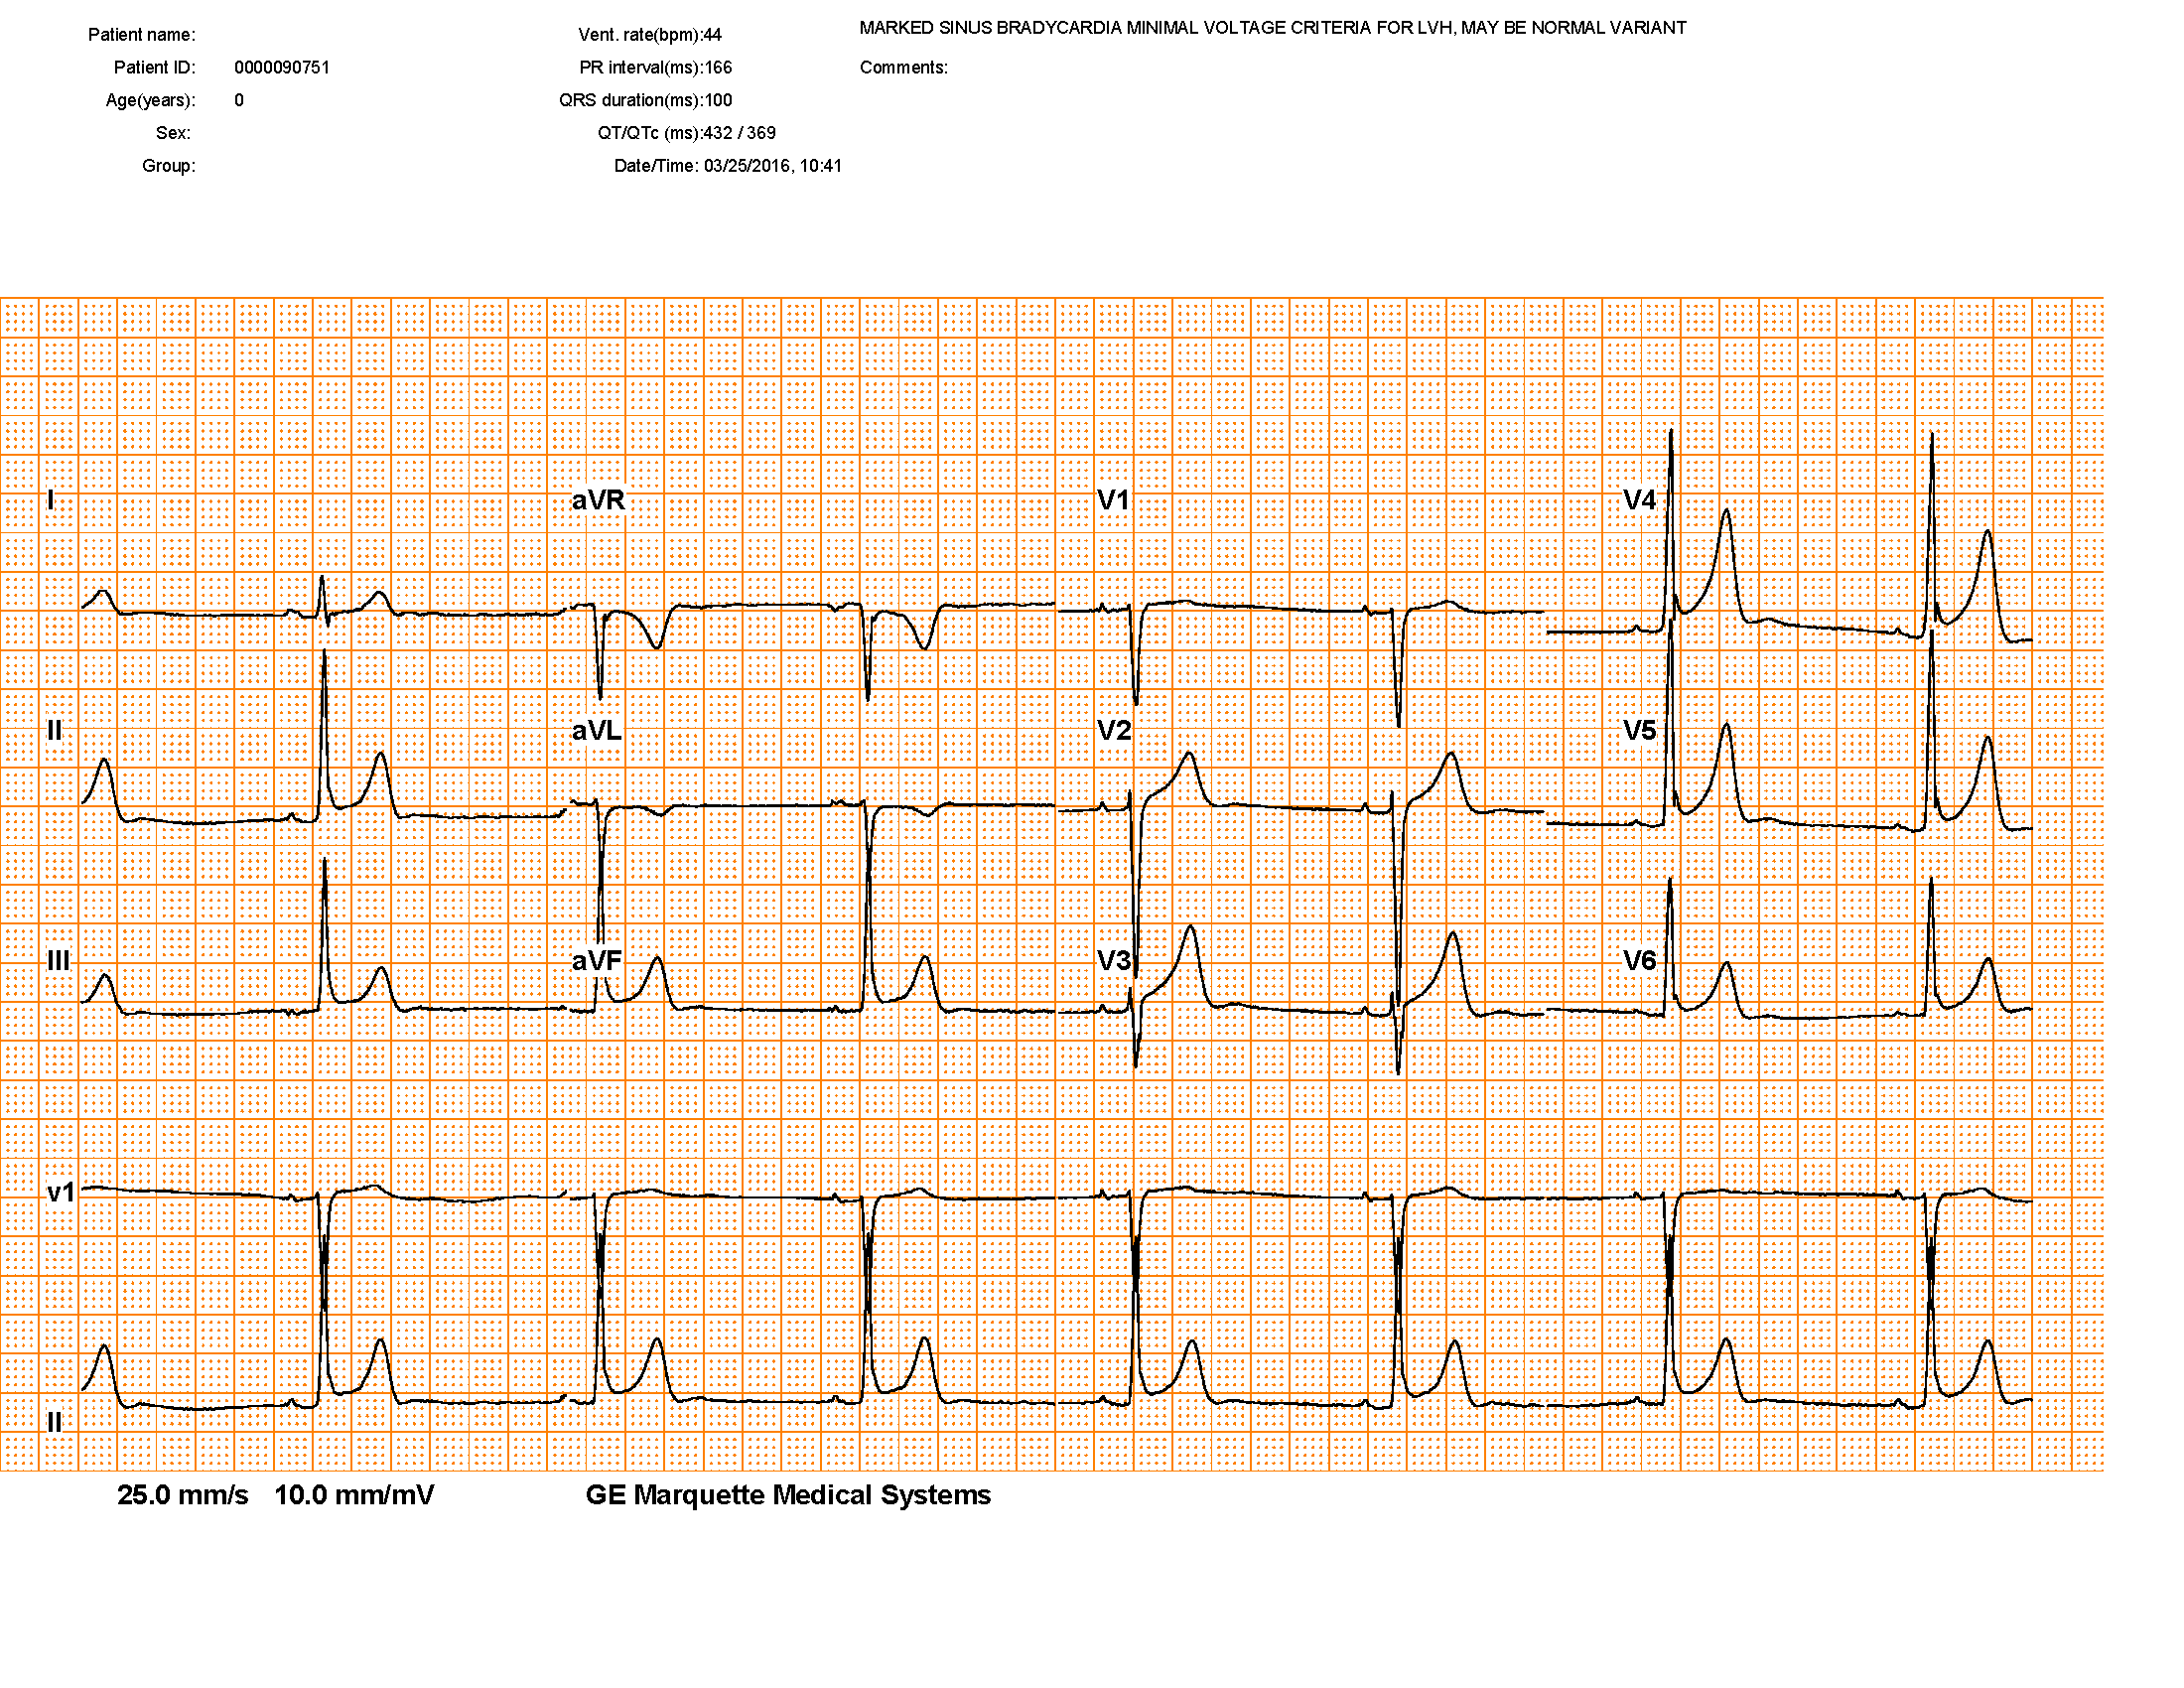 Patient name:
Patient ID: 0000090751
Age(years): 0
Sex:
Group:
Vent. rate(bpm):44
PR interval(ms):166
QRS duration(ms):100
QT/QTc (ms):432 / 369
Date/Time: 03/25/2016, 10:41
MARKED SINUS BRADYCARDIA MINIMAL VOLTAGE CRITERIA FOR LVH, MAY BE NORMAL VARIANT
Comments:
I aVR V1 V4
II aVL V2 V5
III aVF V3 V6
v1
II
25.0 mm/s 10.0 mm/mV GE Marquette Medical Systems